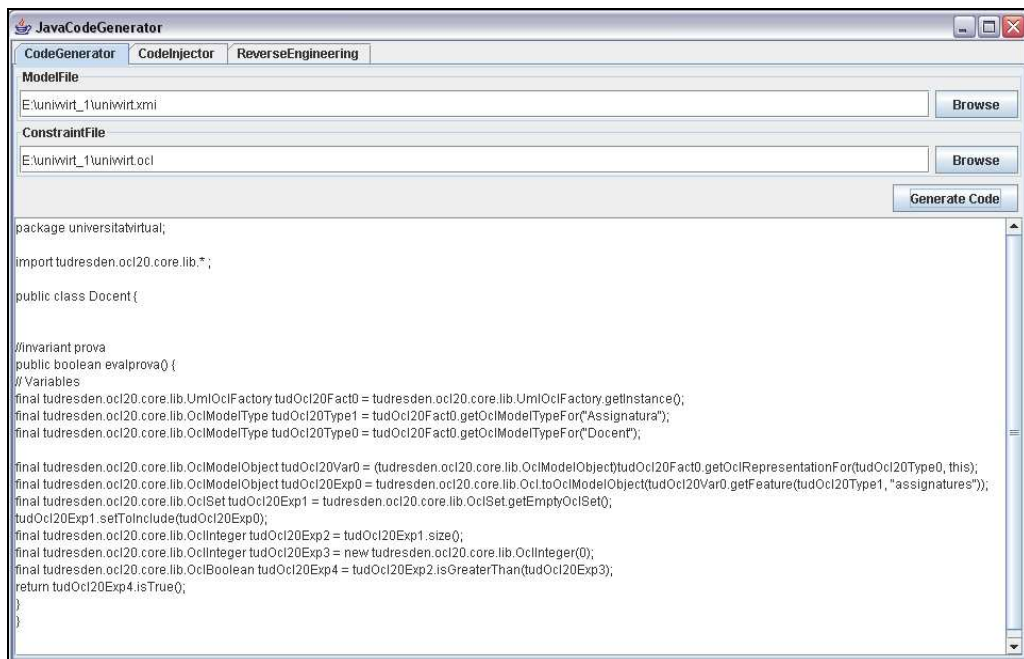 JavaCodeGenerator
CodeGenerator CodeInjector ReverseEngineering
ModelFile
E:\univvirt_1\univvirt.xmi Browse
ConstraintFile
E:\univvirt_1\univvirt.ocl Browse
Generate Code
package universitatvirtual;
import tudresden.ocl20.core.lib.* ;
public class Docent {
//invariant prova
public boolean evalprova() {
// Variables
final tudresden.ocl20.core.lib.UmlOclFactory tudOcl20Fact0 = tudresden.ocl20.core.lib.UmlOclFactory.getInstance();
final tudresden.ocl20.core.lib.OclModelType tudOcl20Type1 = tudOcl20Fact0.getOclModelTypeFor("Assignatura");
final tudresden.ocl20.core.lib.OclModelType tudOcl20Type0 = tudOcl20Fact0.getOclModelTypeFor("Docent");
final tudresden.ocl20.core.lib.OclModelObject tudOcl20Var0 = (tudresden.ocl20.core.lib.OclModelObject)tudOcl20Fact0.getOclRepresentationFor(tudOcl20Type0, this);
final tudresden.ocl20.core.lib.OclModelObject tudOcl20Exp0 = tudresden.ocl20.core.lib.Ocl.toOclModelObject(tudOcl20Var0.getFeature(tudOcl20Type1, "assignatures"));
final tudresden.ocl20.core.lib.OclSet tudOcl20Exp1 = tudresden.ocl20.core.lib.OclSet.getEmptyOclSet();
tudOcl20Exp1.setToInclude(tudOcl20Exp0);
final tudresden.ocl20.core.lib.OclInteger tudOcl20Exp2 = tudOcl20Exp1.size();
final tudresden.ocl20.core.lib.OclInteger tudOcl20Exp3 = new tudresden.ocl20.core.lib.OclInteger(0);
final tudresden.ocl20.core.lib.OclBoolean tudOcl20Exp4 = tudOcl20Exp2.isGreaterThan(tudOcl20Exp3);
return tudOcl20Exp4.isTrue();
}
}